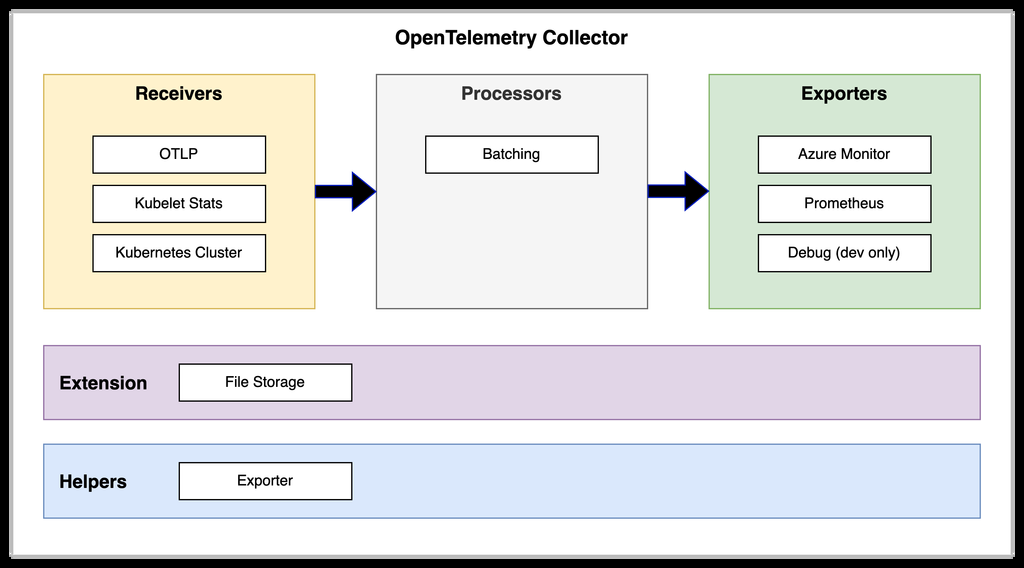 OpenTelemetry Collector
Receivers
OTLP
Kubelet Stats
Kubernetes Cluster
Processors
Batching
Exporters
Azure Monitor
Prometheus
Debug (dev only)
Extension
File Storage
Helpers
Exporter